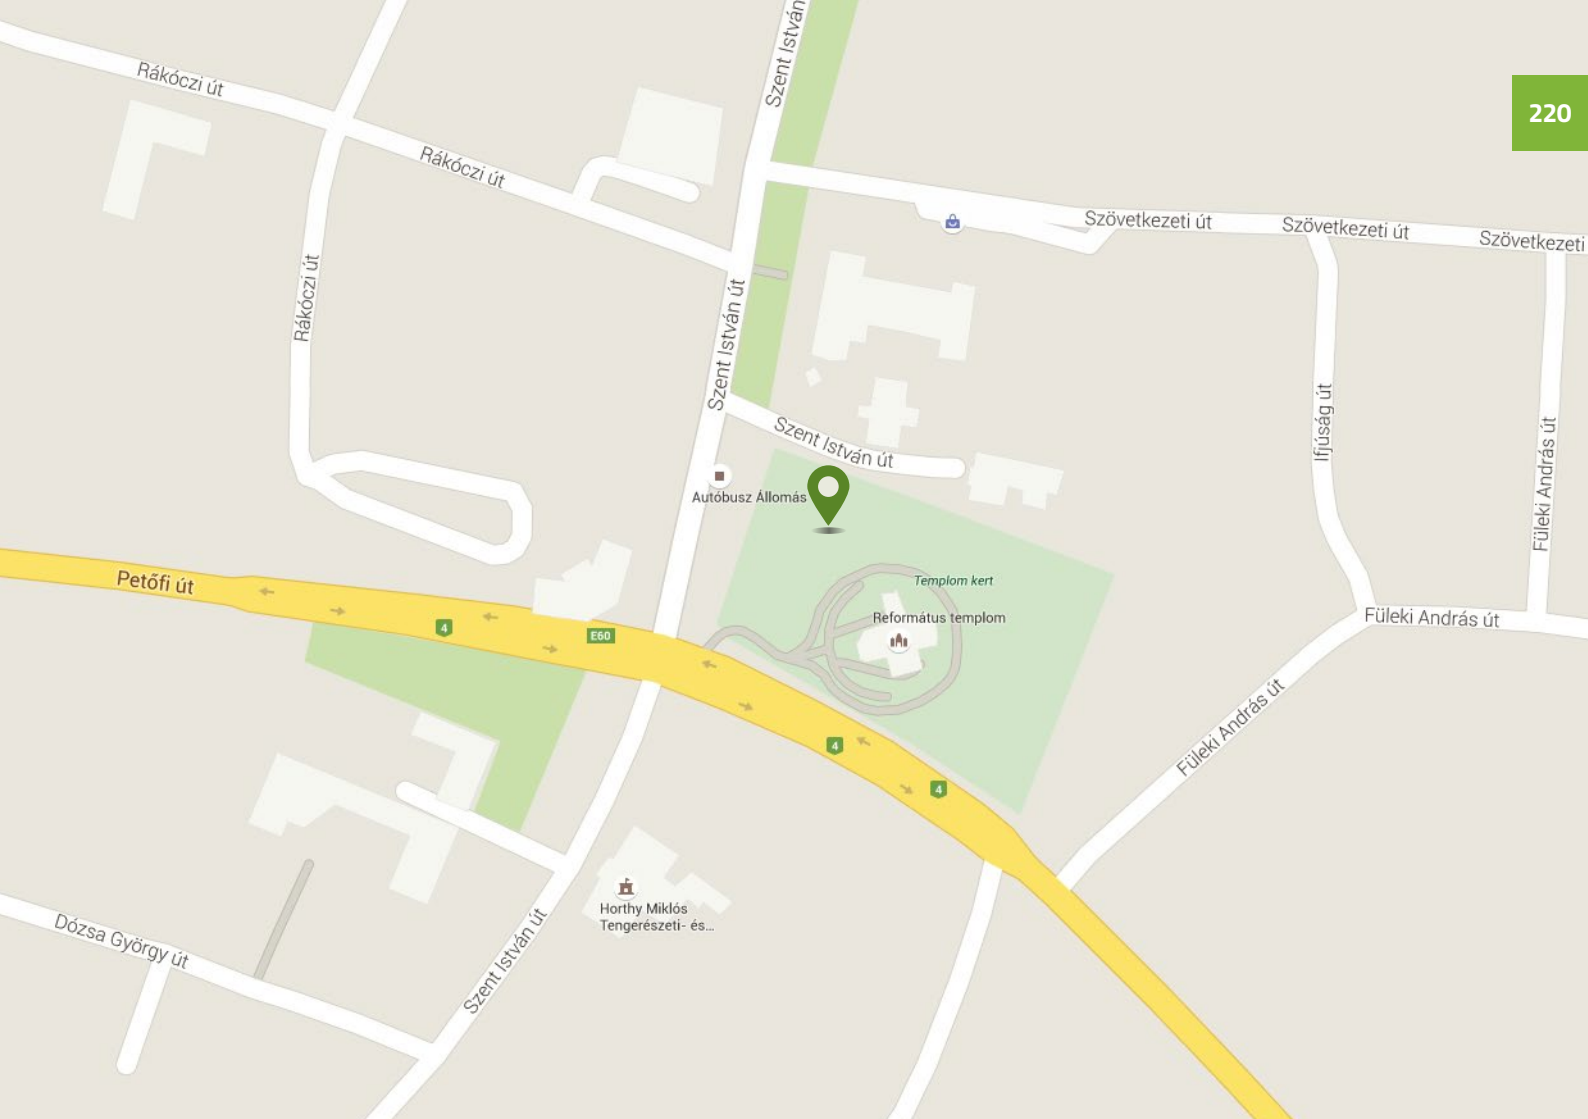 Szent István
Rákóczi út
220
Rákóczi út
Szövetkezeti út
Szövetkezeti út
Szövetkezeti
Rákóczi út
Szent István út
Ifjúság út
Füleki András út
Szent István út
Autóbusz Állomás
Petőfi út
Templom kert
Református templom
Füleki András út
4
E60
Füleki András út
4
4
Horthy Miklós
Tengerészeti- és...
Dózsa György út
Szent István út